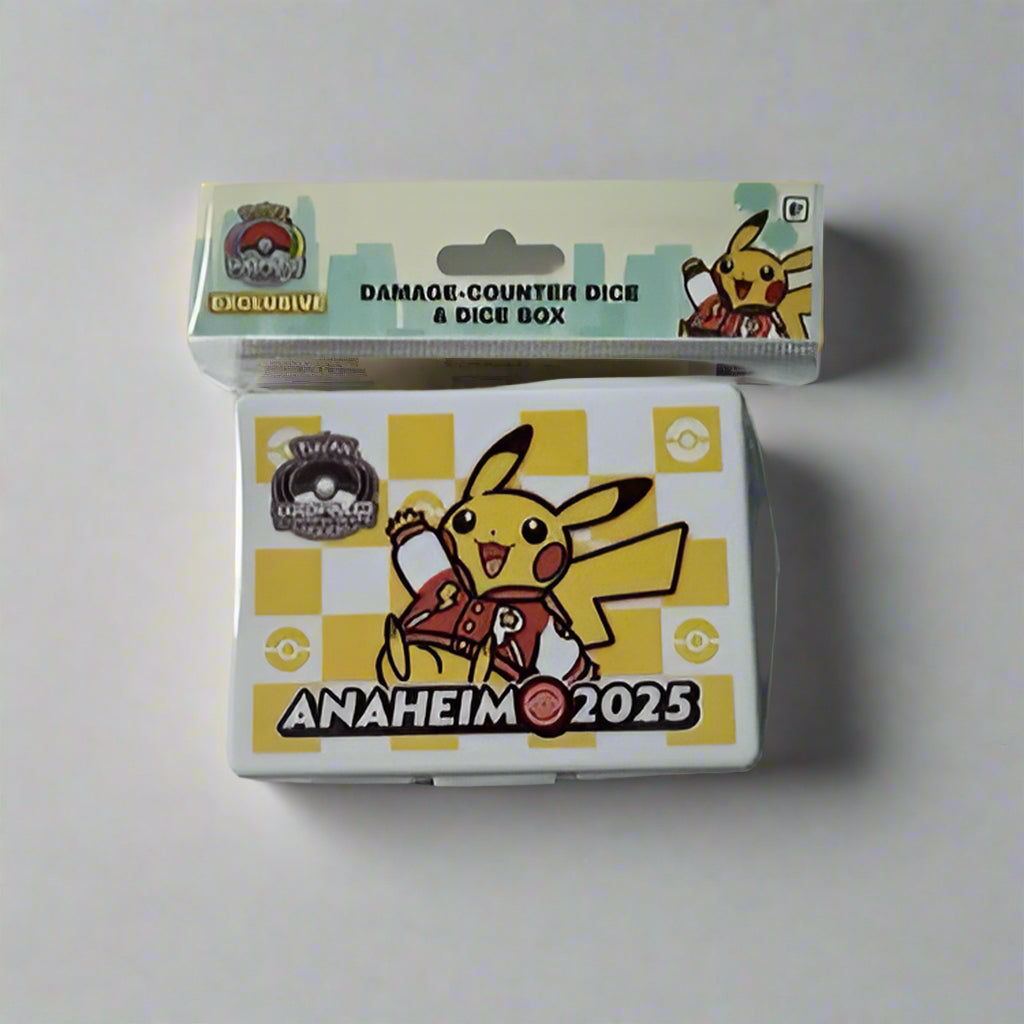 EXCLUSIVE
DAMAGE-COUNTER DICE
& DICE BOX
ANAHEIM 2025